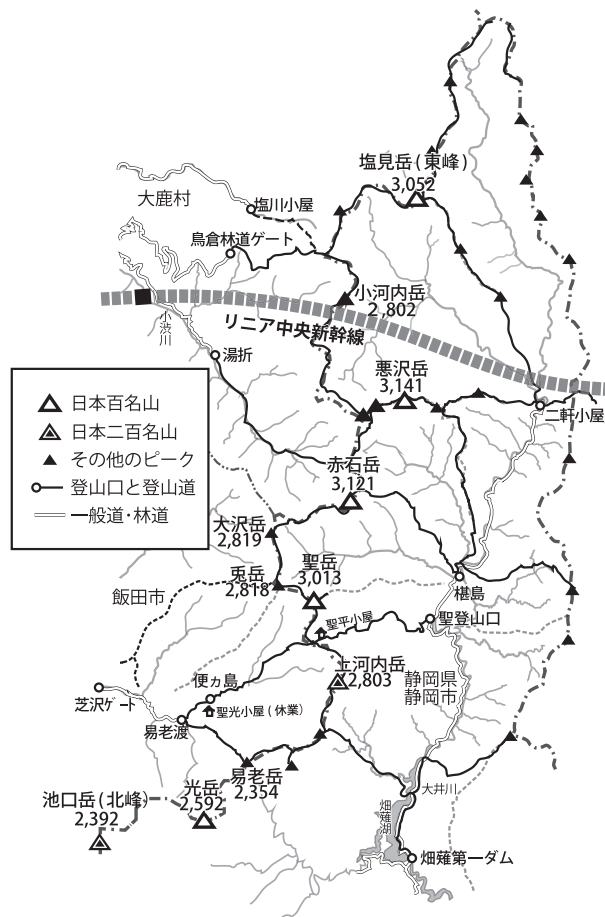 塩見岳(東峰)
3,052
大鹿村
塩川小屋
鳥倉林道ゲート
小河内岳
2,802
リニア中央新幹線
小渋川
湯折
悪沢岳
3,141
二軒小屋
日本百名山
日本二百名山
その他のピーク
登山口と登山道
一般道・林道
赤石岳
3,121
大沢岳
2,819
兎岳
2,818
聖岳
3,013
椹島
飯田市
聖平小屋
聖登山口
上河内岳
2,803
静岡県
静岡市
便ヵ島
芝沢ゲート
聖光小屋(休業)
易老渡
易老岳
2,354
光岳
2,592
池口岳(北峰)
2,392
大井川
畑薙湖
畑薙第一ダム